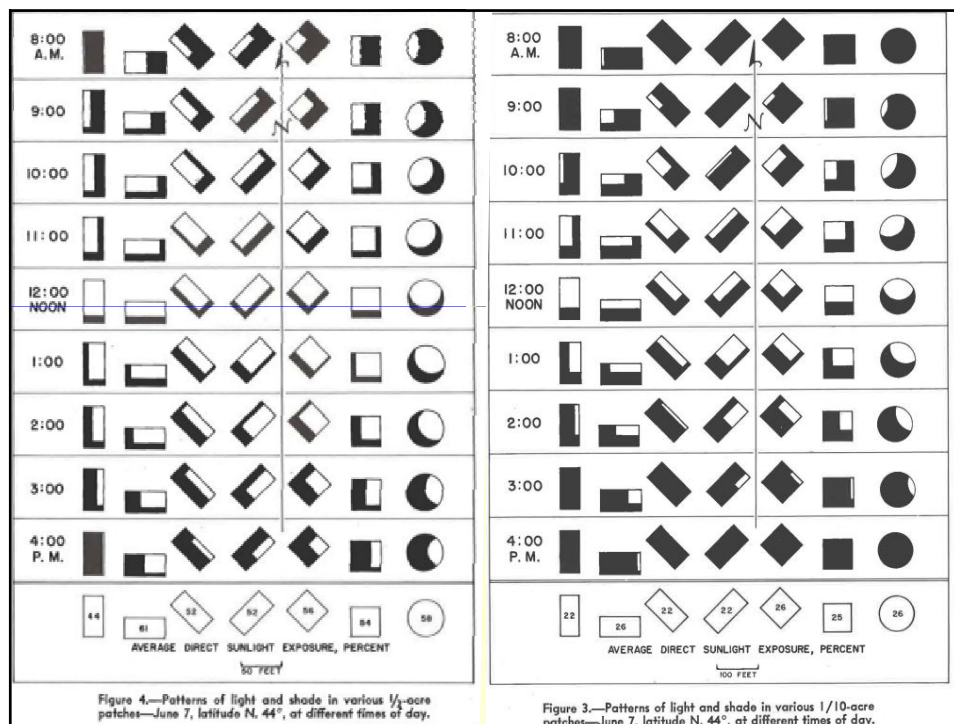 8:00
A.M.
9:00
10:00
11:00
12:00
NOON
1:00
2:00
3:00
4:00
P. M.
N
44 61 52 52 56 54 58
AVERAGE DIRECT SUNLIGHT EXPOSURE, PERCENT
50 FEET
Figure 4.—Patterns of light and shade in various ½-acre
patches—June 7, latitude N. 44°, at different times of day.
8:00
A.M.
9:00
10:00
11:00
12:00
NOON
1:00
2:00
3:00
4:00
P. M.
N
22 26 22 22 26 25 26
AVERAGE DIRECT SUNLIGHT EXPOSURE, PERCENT
100 FEET
Figure 3.—Patterns of light and shade in various 1/10-acre
patches—June 7, latitude N. 44°, at different times of day.